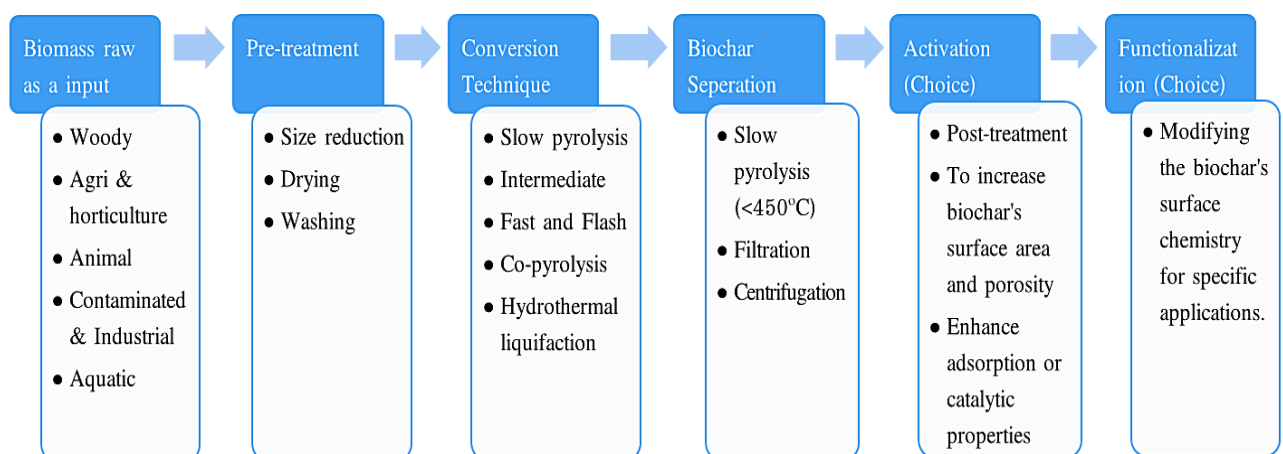 Biomass raw
as a input
● Woody
● Agri &
horticulture
● Animal
● Contaminated
& Industrial
● Aquatic
Pre-treatment
● Size reduction
● Drying
● Washing
Conversion
Technique
● Slow pyrolysis
● Intermediate
● Fast and Flash
● Co-pyrolysis
● Hydrothermal
liquifaction
Biochar
Seperation
● Slow
pyrolysis
(<450°C)
● Filtration
● Centrifugation
Activation
(Choice)
● Post-treatment
● To increase
biochar's
surface area
and porosity
● Enhance
adsorption or
catalytic
properties
Functionalizat
ion (Choice)
● Modifying
the biochar's
surface
chemistry
for specific
applications.